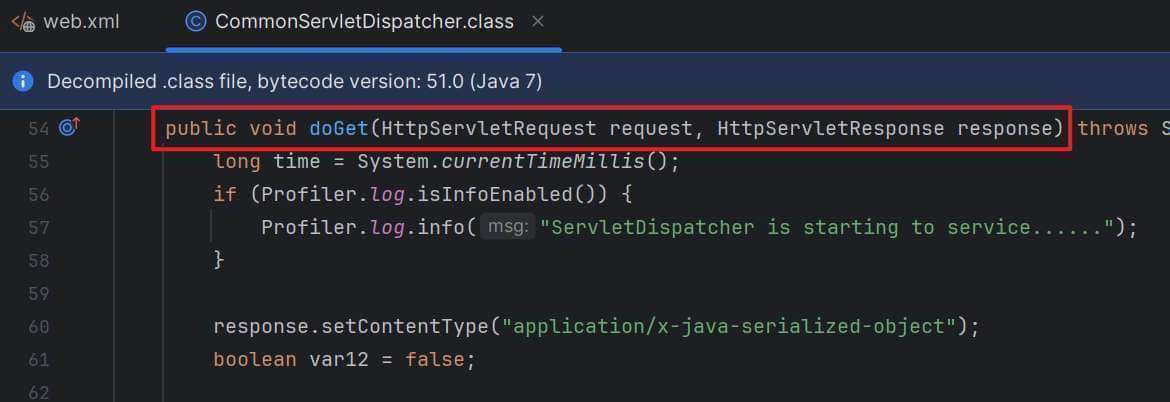 web.xml CommonServletDispatcher.class
Decompiled .class file, bytecode version: 51.0 (Java 7)
54 public void doGet(HttpServletRequest request, HttpServletResponse response) throws S
55 long time = System.currentTimeMillis();
56 if (Profiler.log.isInfoEnabled()) {
57 Profiler.log.info( msg: "ServletDispatcher is starting to service......");
58 }
59
60 response.setContentType("application/x-java-serialized-object");
61 boolean var12 = false;
62